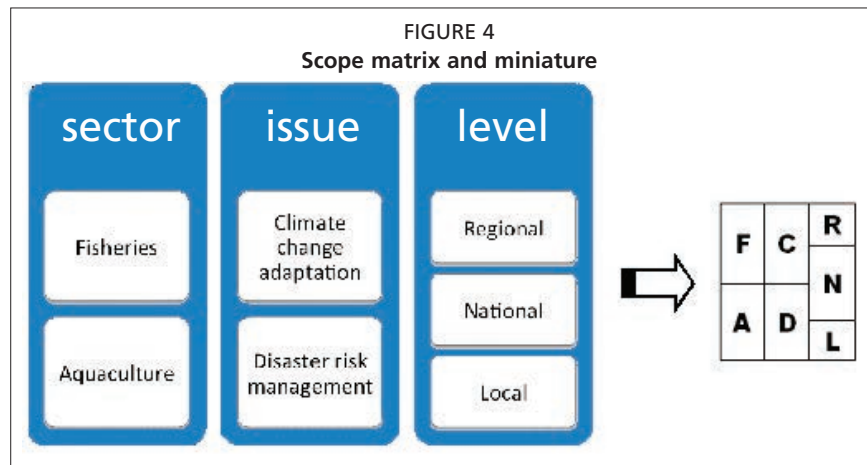 FIGURE 4
Scope matrix and miniature
sector
Fisheries
Aquaculture
issue
Climate
change
adaptation
Disaster risk
management
level
Regional
National
Local
F C R
N
A D
L